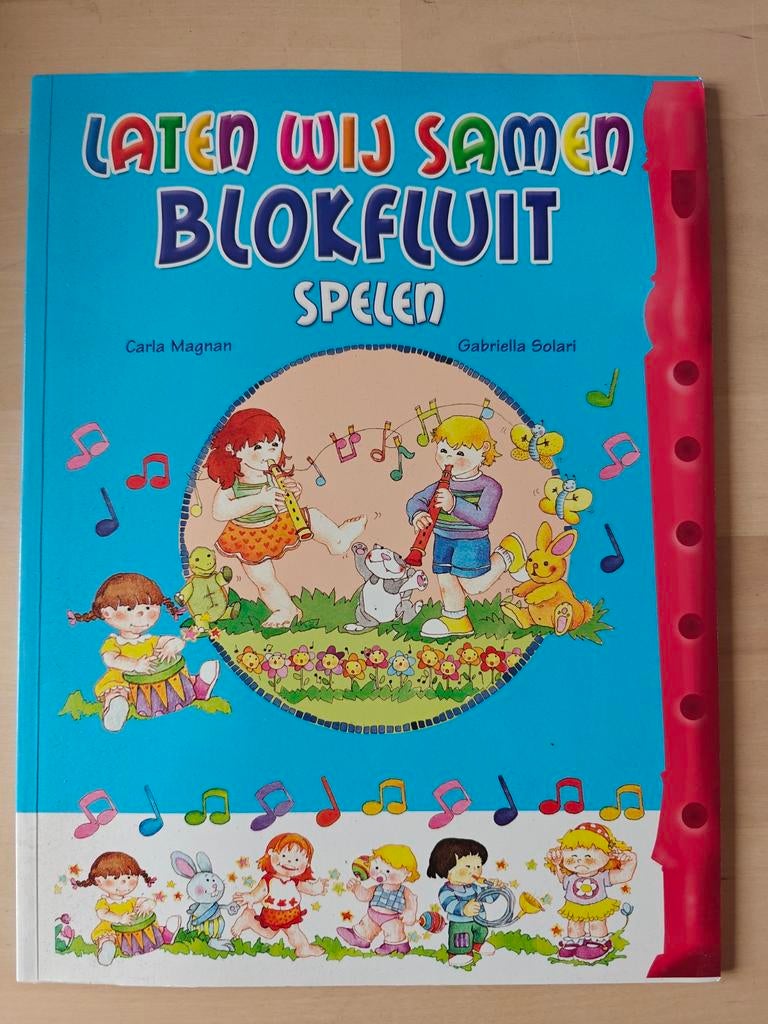 LATEN WIJ SAMEN
BLOKFLUIT
SPELEN
Carla Magnan
Gabriella Solari